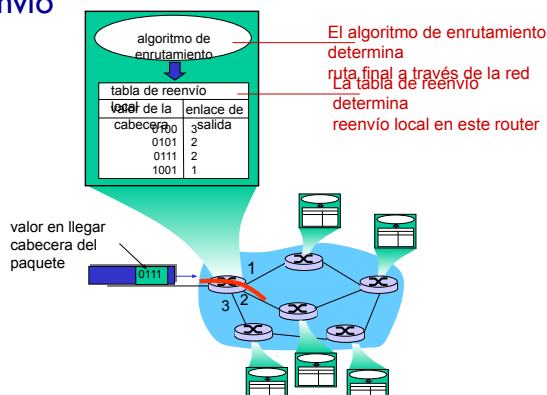 envío
algoritmo de
enrutamiento
El algoritmo de enrutamiento
determina
ruta final a través de la red
La tabla de reenvío
determina
reenvío local en este router
tabla de reenvío
local
valor de la
cabecera
enlace de
salida
0100 3
0101 2
0111 2
1001 1
valor en llegar
cabecera del
paquete
0111
1
2
3